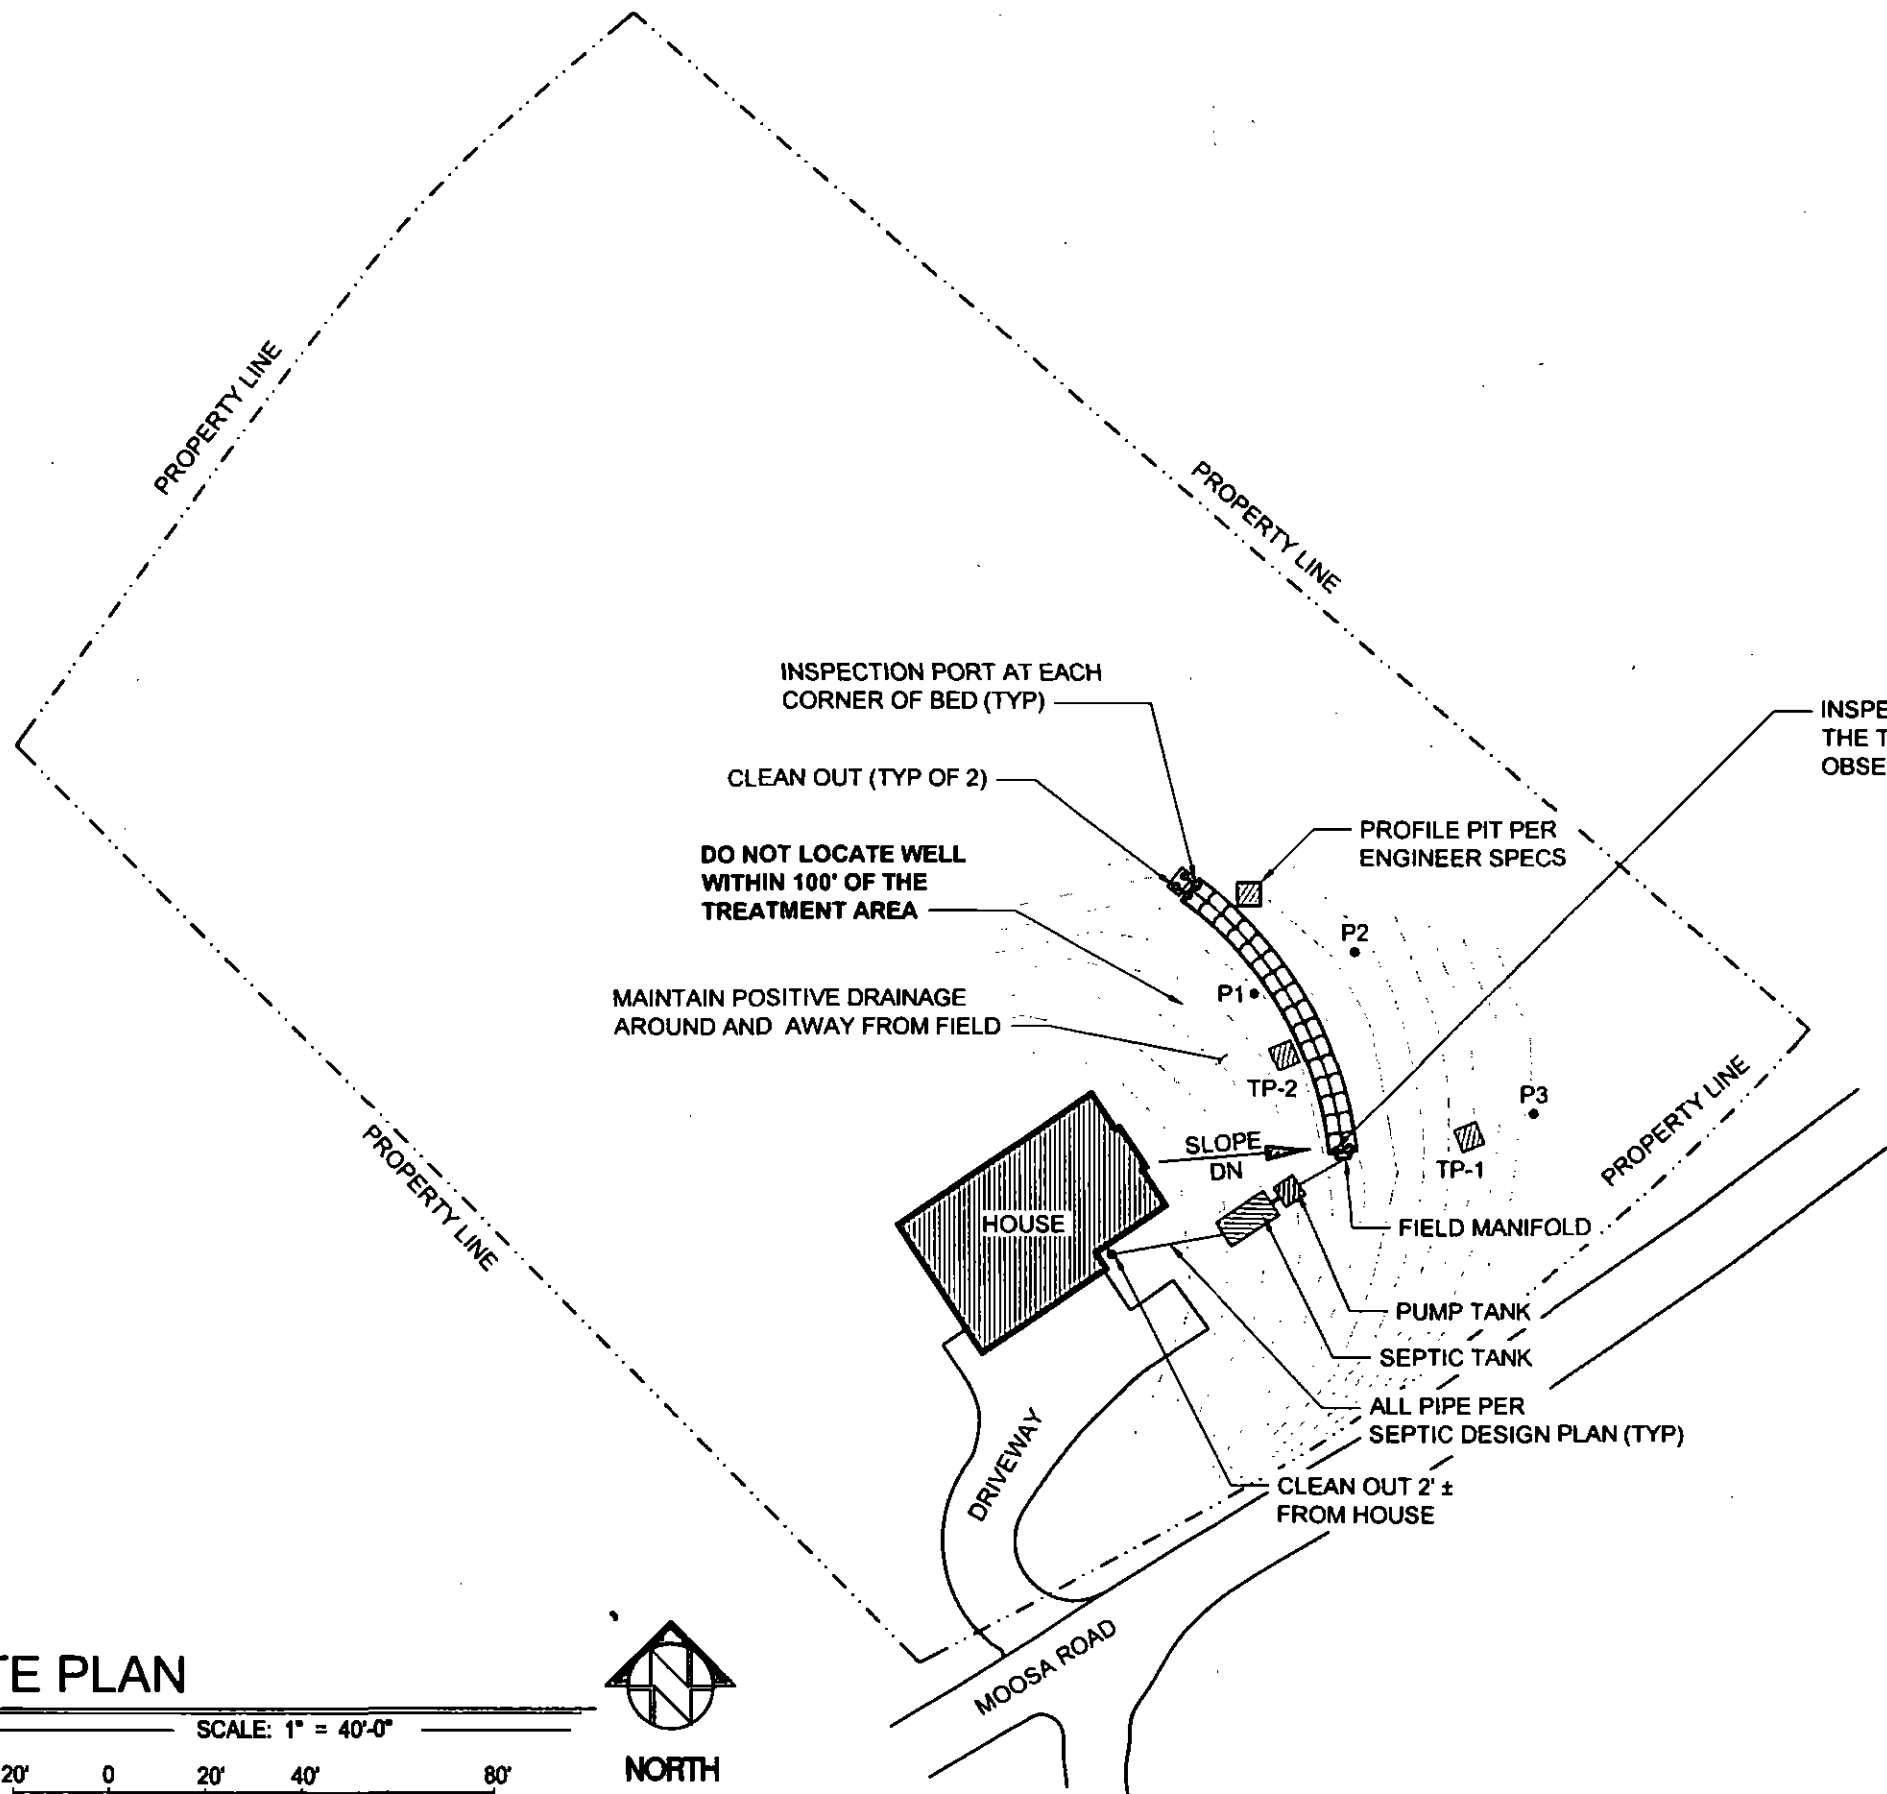 PROPERTY LINE
PROPERTY LINE
INSPECTION PORT AT EACH
CORNER OF BED (TYP)
CLEAN OUT (TYP OF 2)
DO NOT LOCATE WELL
WITHIN 100' OF THE
TREATMENT AREA
MAINTAIN POSITIVE DRAINAGE
AROUND AND AWAY FROM FIELD
INSPE
THE T
OBSE
PROFILE PIT PER
ENGINEER SPECS
P2
P1
TP-2
P3
TP-1
PROPERTY LINE
SLOPE
DN
HOUSE
FIELD MANIFOLD
PUMP TANK
SEPTIC TANK
ALL PIPE PER
SEPTIC DESIGN PLAN (TYP)
CLEAN OUT 2' ±
FROM HOUSE
PROPERTY LINE
DRIVEWAY
MOOSA ROAD
TE PLAN
SCALE: 1" = 40'-0"
20' 0 20' 40' 80'
N
NORTH